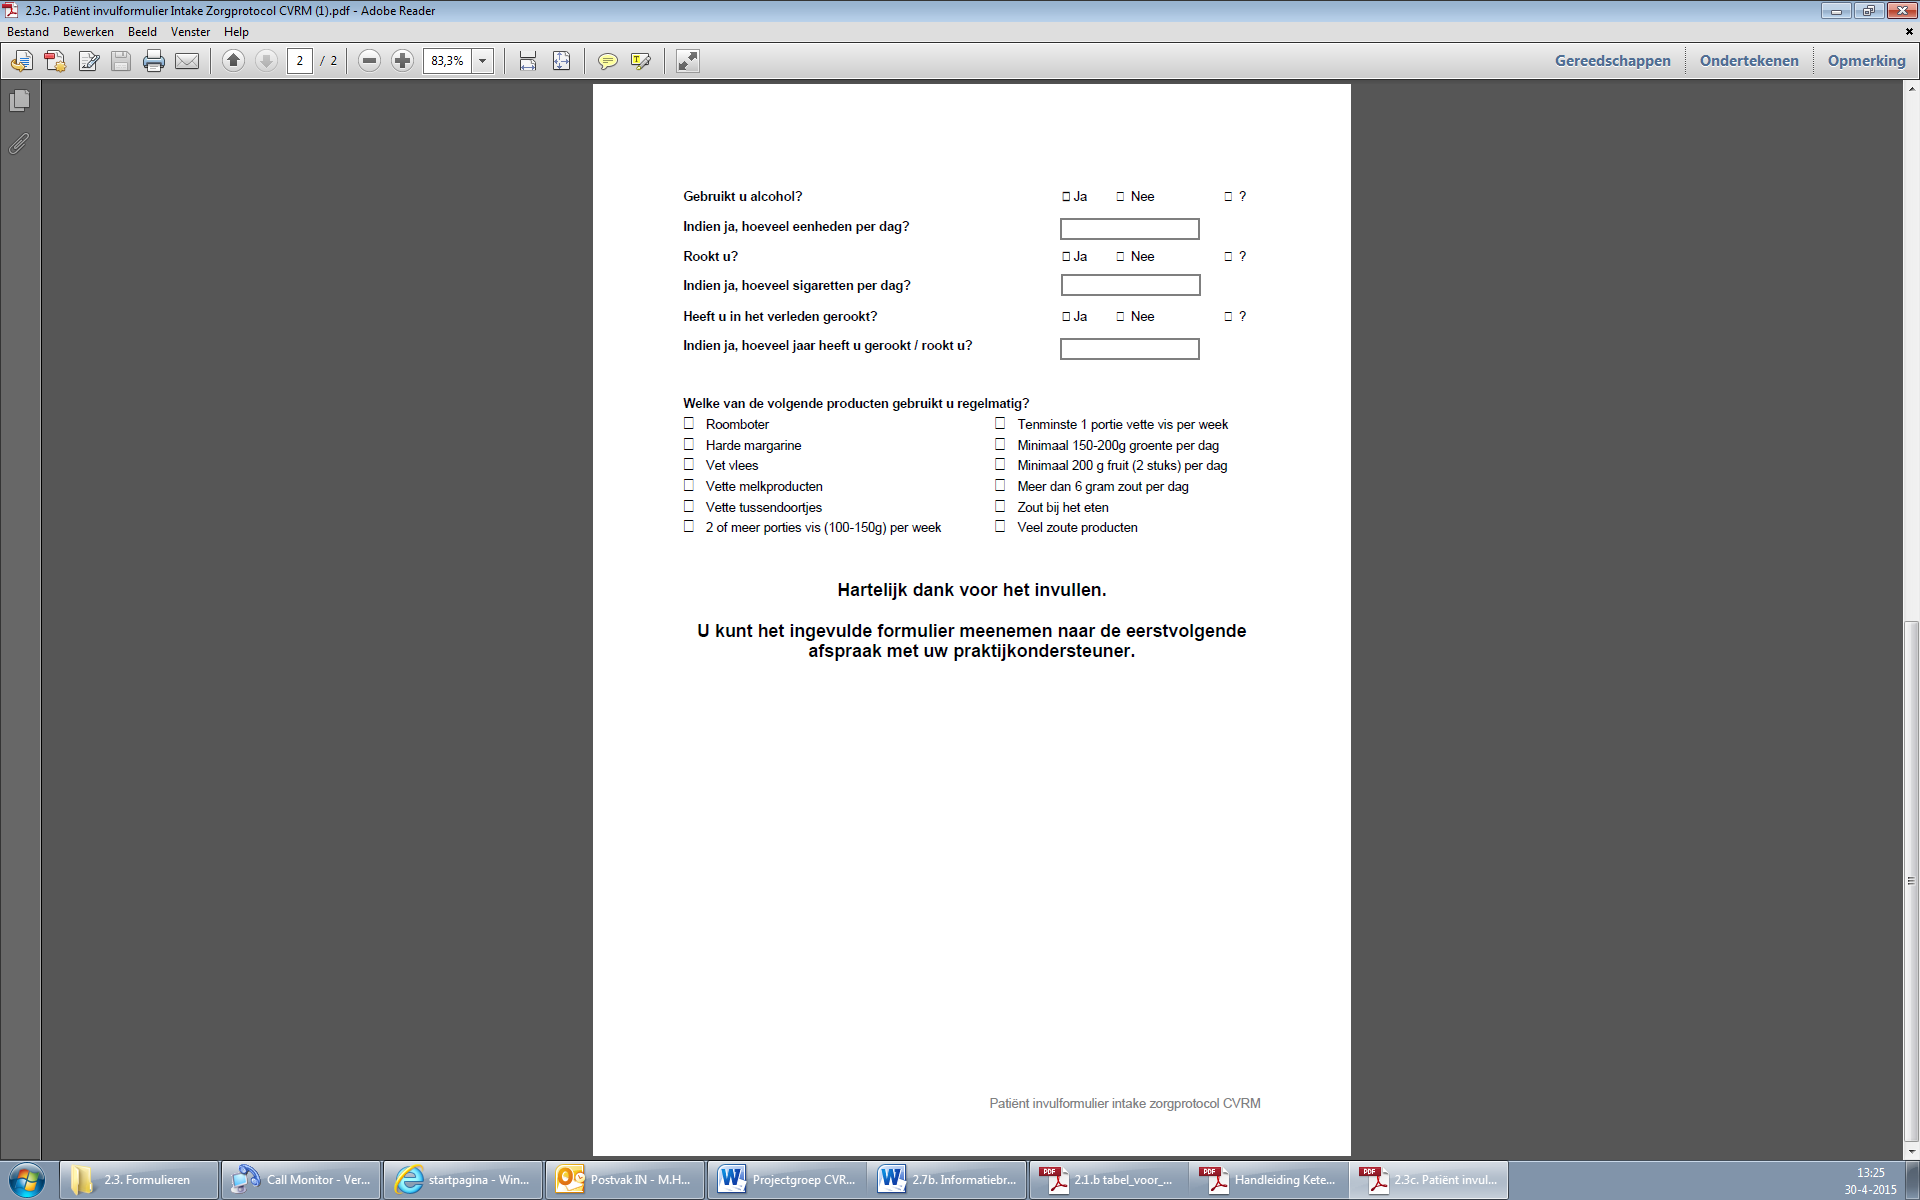 2.3c. Patiënt invulformulier Intake Zorgprotocol CVRM (1).pdf - Adobe Reader
Bestand Bewerken Beeld Venster Help
2 / 2 83,3% Gereedschappen Ondertekenen Opmerking
Gebruikt u alcohol? Ja Nee ?
Indien ja, hoeveel eenheden per dag?
Rookt u? Ja Nee ?
Indien ja, hoeveel sigaretten per dag?
Heeft u in het verleden gerookt? Ja Nee ?
Indien ja, hoeveel jaar heeft u gerookt / rookt u?
Welke van de volgende producten gebruikt u regelmatig?
Roomboter Tenminste 1 portie vette vis per week
Harde margarine Minimaal 150-200g groente per dag
Vet vlees Minimaal 200 g fruit (2 stuks) per dag
Vette melkproducten Meer dan 6 gram zout per dag
Vette tussendoortjes Zout bij het eten
2 of meer porties vis (100-150g) per week Veel zoute producten
Hartelijk dank voor het invullen.
U kunt het ingevulde formulier meenemen naar de eerstvolgende
afspraak met uw praktijkondersteuner.
Patiënt invulformulier intake zorgprotocol CVRM
2.3. Formulieren Call Monitor - Ver... startpagina - Win... Postvak IN - M.H... Projectgroep CVR... 2.7b. Informatiebr... 2.1.b tabel_voor_... Handleiding Kete... 2.3c. Patiënt invul... 13:25
30-4-2015